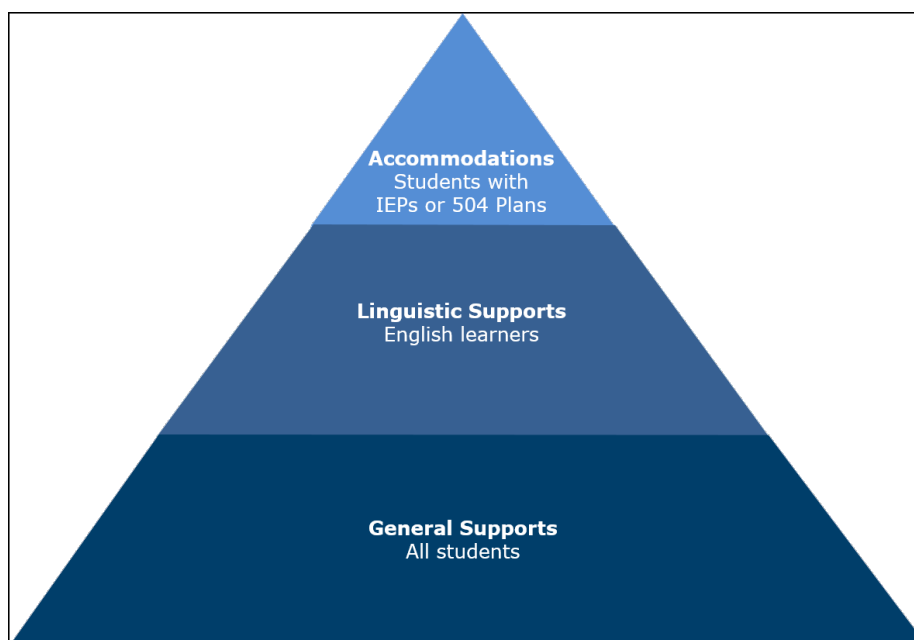 Accommodations
Students with
IEPs or 504 Plans
Linguistic Supports
English learners
General Supports
All students